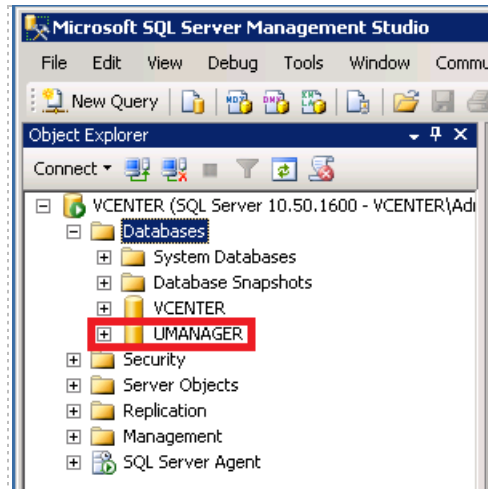 Microsoft SQL Server Management Studio
File Edit View Debug Tools Window Commu
New Query
Object Explorer
Connect
VCENTER (SQL Server 10.50.1600 - VCENTER\Adı
Databases
System Databases
Database Snapshots
VCENTER
UMANAGER
Security
Server Objects
Replication
Management
SQL Server Agent